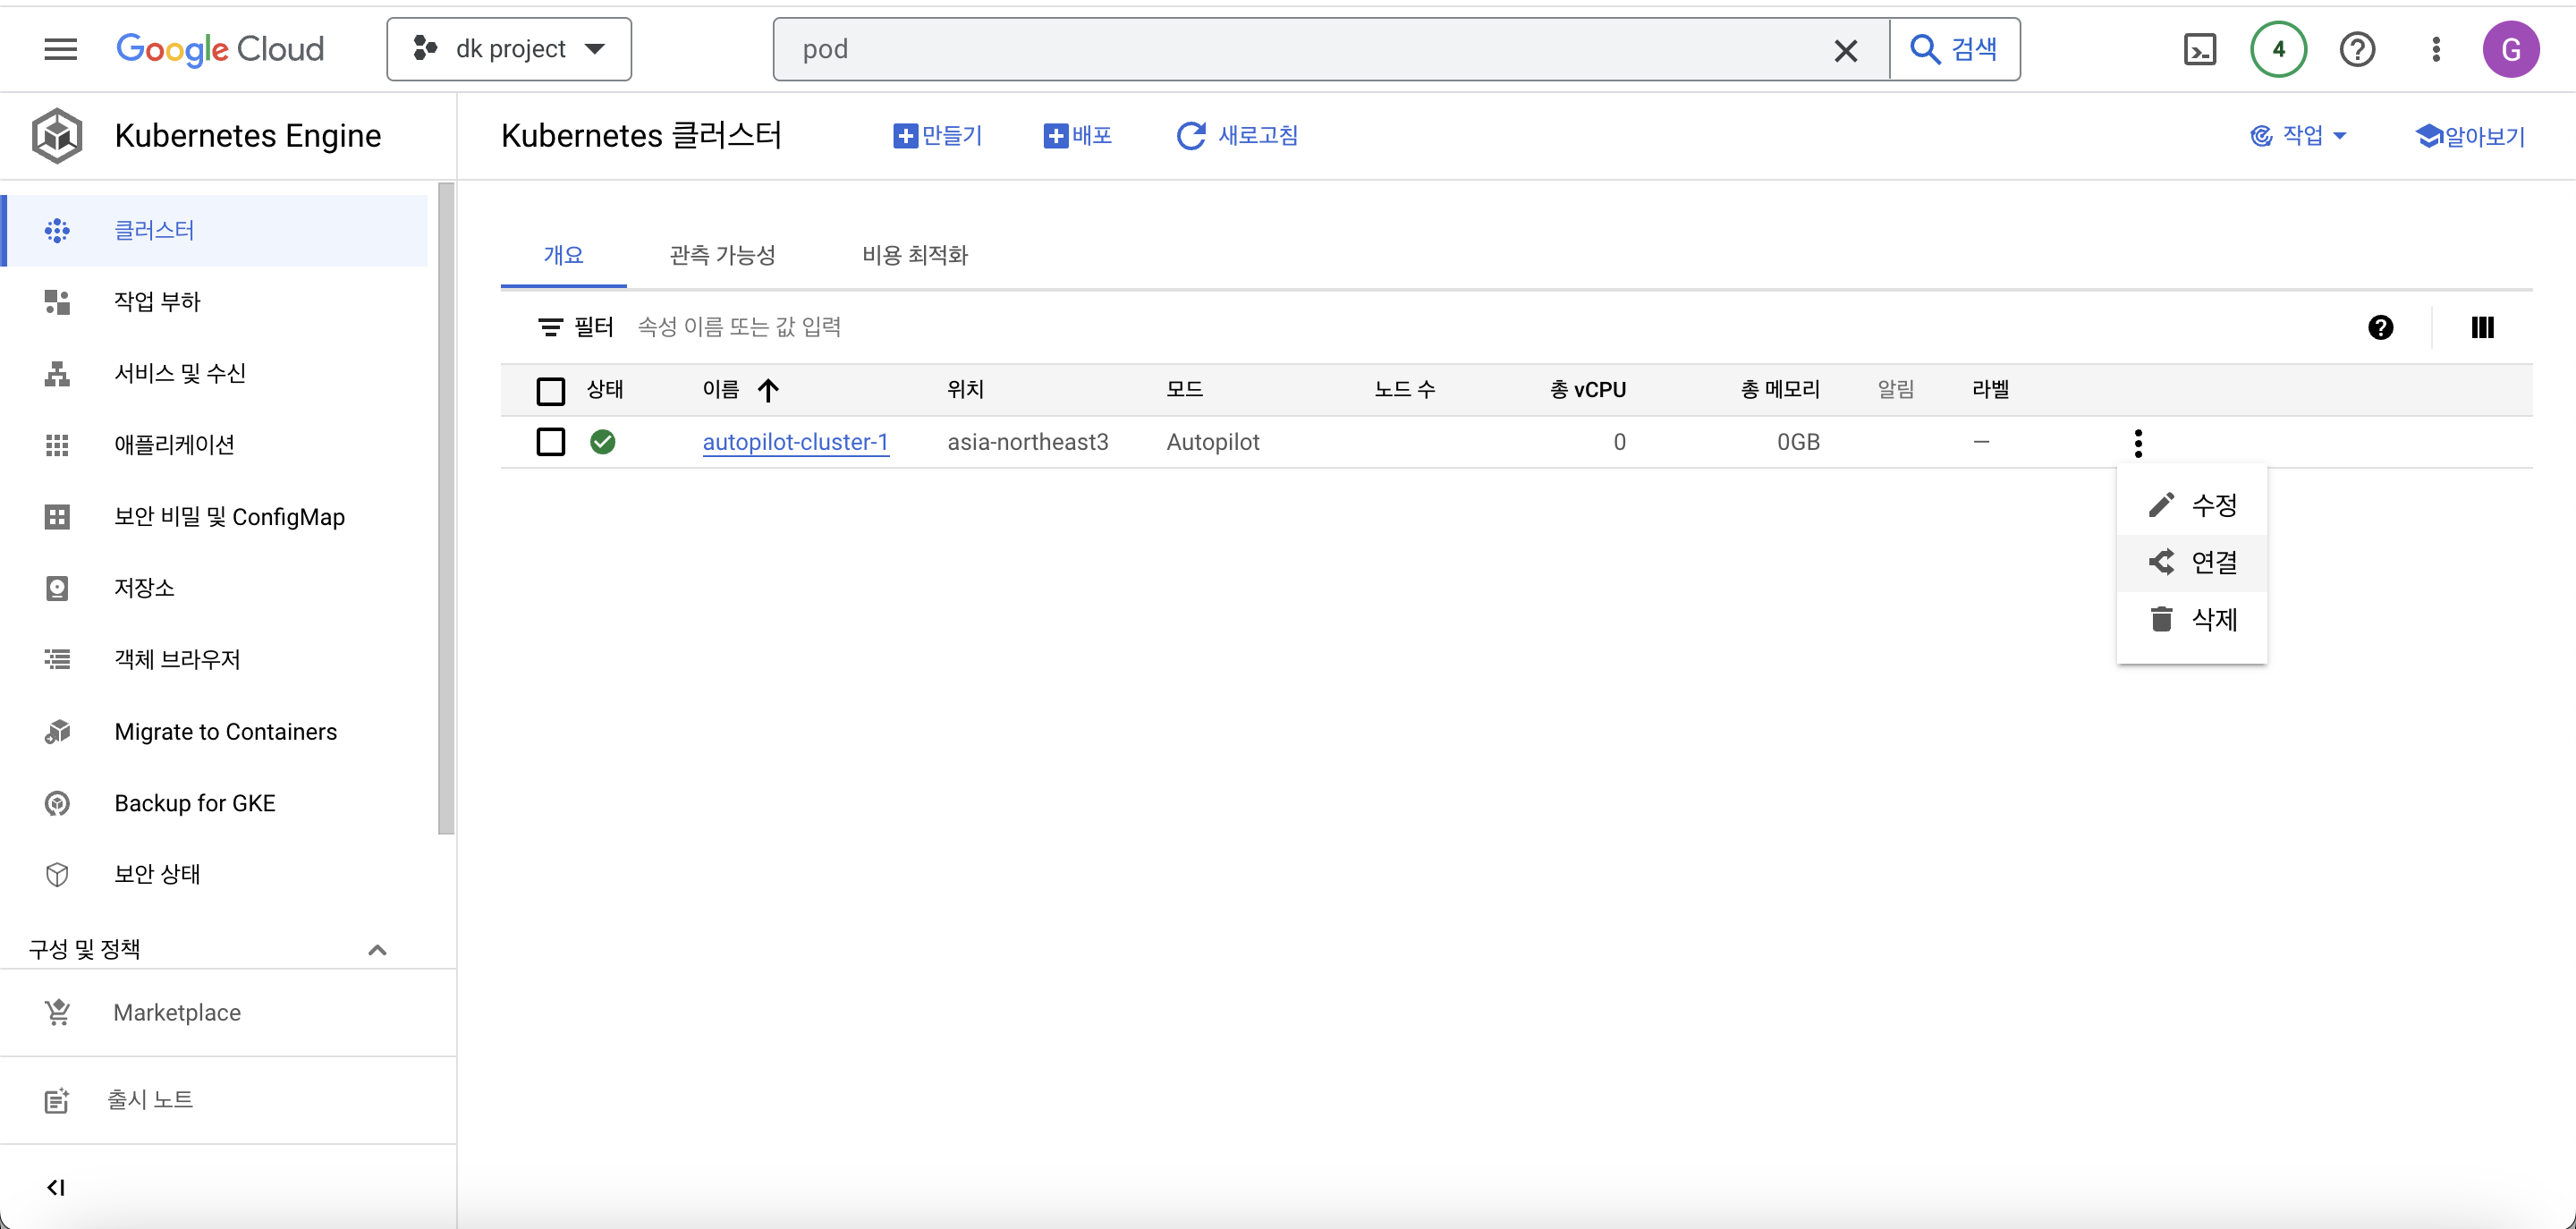 Google Cloud
dk project
pod
검색
4
G
Kubernetes Engine
Kubernetes 클러스터
만들기
배포
새로고침
작업
알아보기
클러스터
작업 부하
서비스 및 수신
애플리케이션
보안 비밀 및 ConfigMap
저장소
객체 브라우저
Migrate to Containers
Backup for GKE
보안 상태
구성 및 정책
Marketplace
출시 노트
개요 관측 가능성 비용 최적화
필터 속성 이름 또는 값 입력
상태 이름 위치 모드 노드 수 총 vCPU 총 메모리 알림 라벨
autopilot-cluster-1 asia-northeast3 Autopilot 0 0GB —
수정
연결
삭제